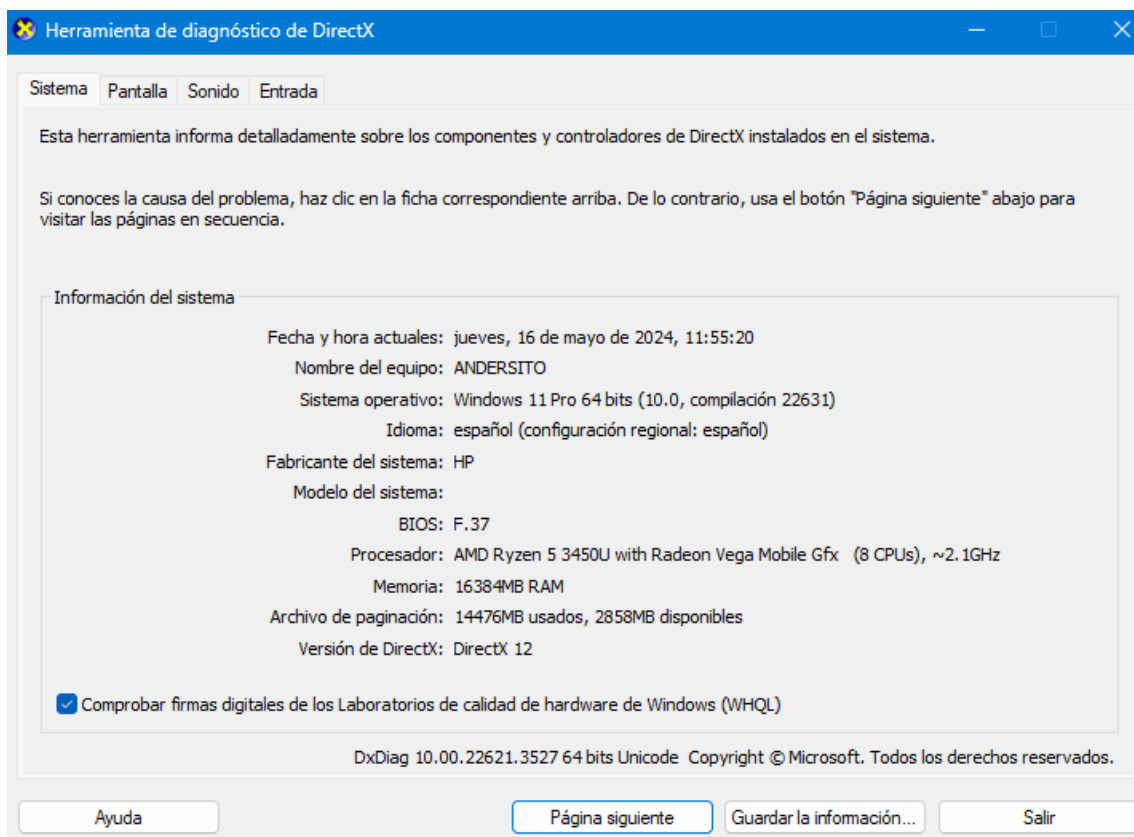 Herramienta de diagnóstico de DirectX
Sistema Pantalla Sonido Entrada
Esta herramienta informa detalladamente sobre los componentes y controladores de DirectX instalados en el sistema.
Si conoces la causa del problema, haz clic en la ficha correspondiente arriba. De lo contrario, usa el botón "Página siguiente" abajo para
visitar las páginas en secuencia.
Información del sistema
Fecha y hora actuales: jueves, 16 de mayo de 2024, 11:55:20
Nombre del equipo: ANDERSITO
Sistema operativo: Windows 11 Pro 64 bits (10.0, compilación 22631)
Idioma: español (configuración regional: español)
Fabricante del sistema: HP
Modelo del sistema:
BIOS: F.37
Procesador: AMD Ryzen 5 3450U with Radeon Vega Mobile Gfx (8 CPUs), ~2.1GHz
Memoria: 16384MB RAM
Archivo de paginación: 14476MB usados, 2858MB disponibles
Versión de DirectX: DirectX 12
Comprobar firmas digitales de los Laboratorios de calidad de hardware de Windows (WHQL)
DxDiag 10.00.22621.3527 64 bits Unicode Copyright © Microsoft. Todos los derechos reservados.
Ayuda Página siguiente Guardar la información... Salir